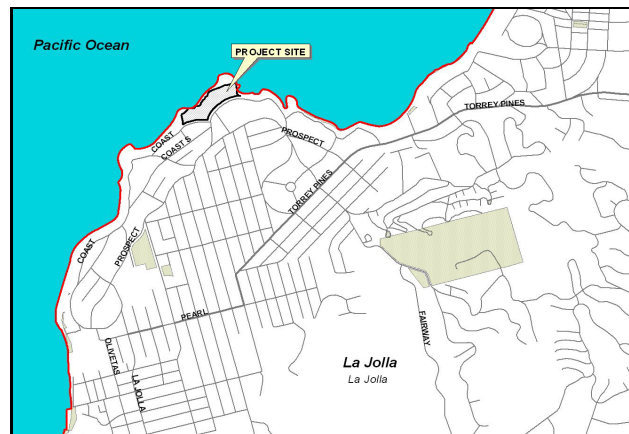 Pacific Ocean
PROJECT SITE
TORREY PINES
COAST
COAST S
PROSPECT
TORREY PINES
COAST
PROSPECT
PEARL
OLIVETAS
LA JOLLA
FAIRWAY
La Jolla
La Jolla